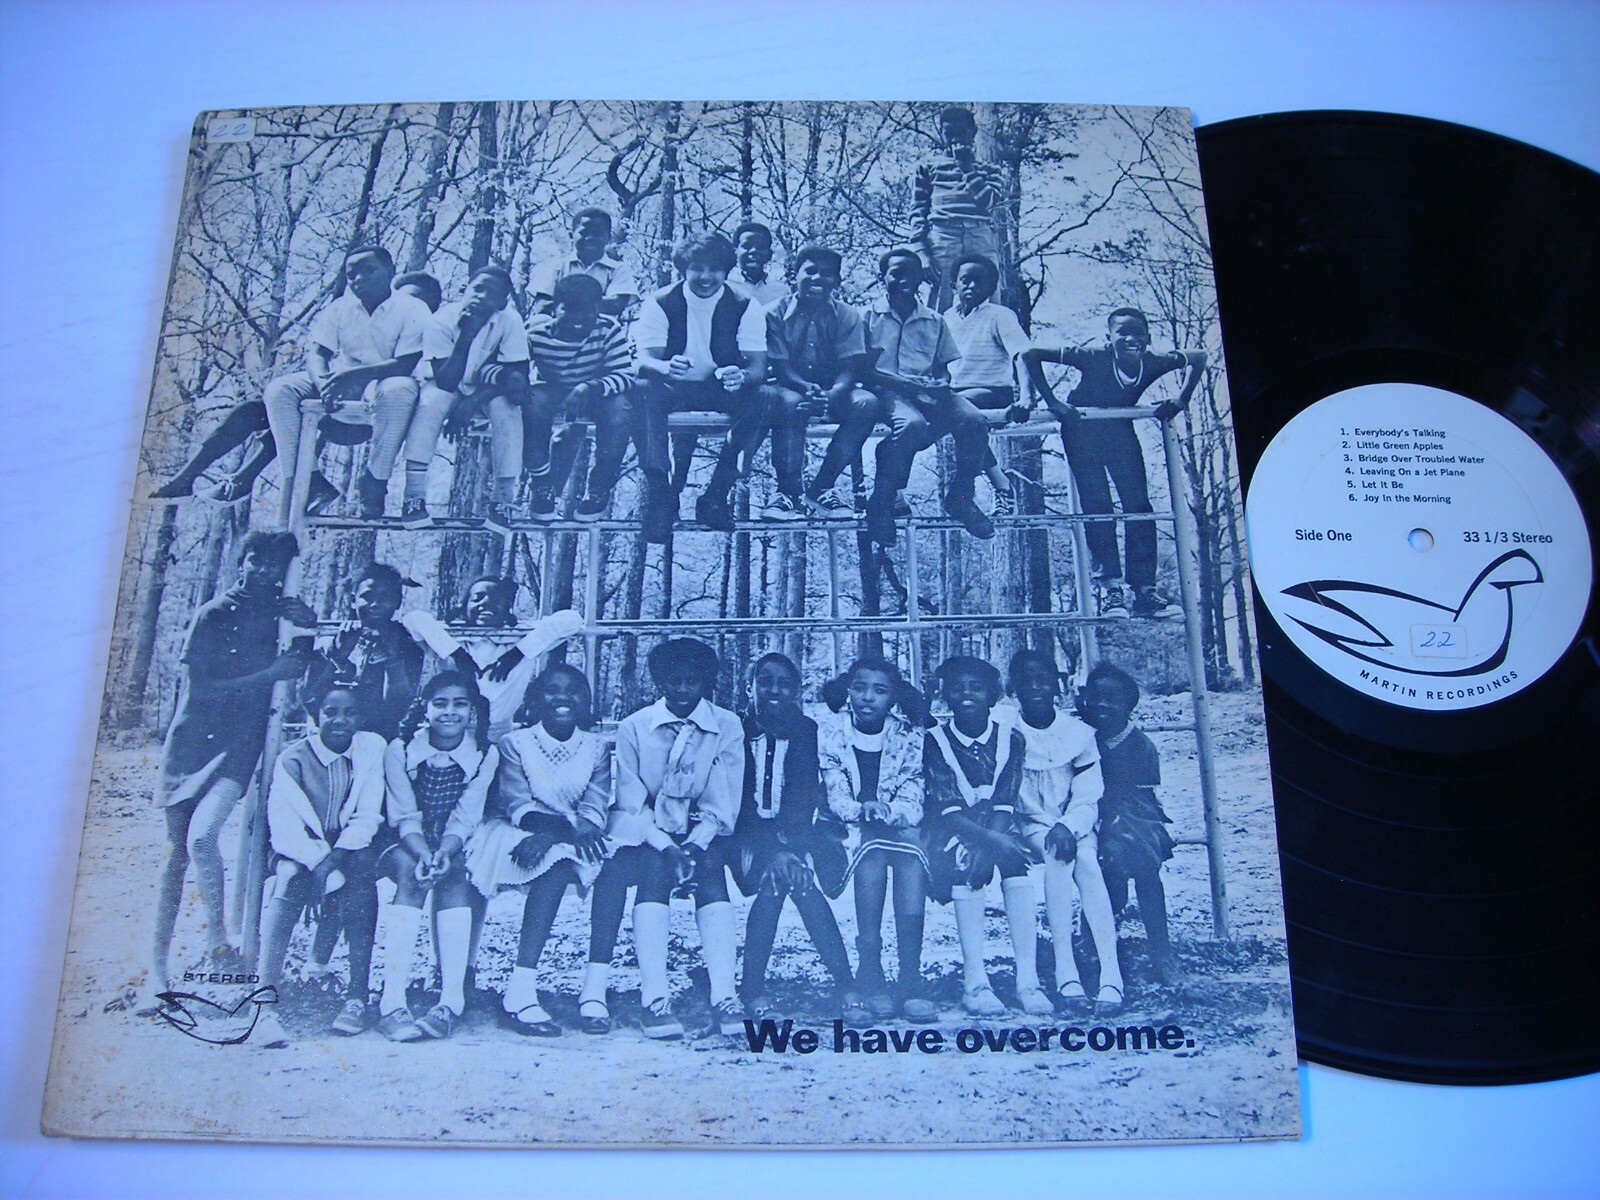 22
STEREO
We have overcome.
1. Everybody's Talking
2. Little Green Apples
3. Bridge Over Troubled Water
4. Leaving On a Jet Plane
5. Let It Be
6. Joy In the Morning
Side One
33 1/3 Stereo
22
MARTIN RECORDINGS